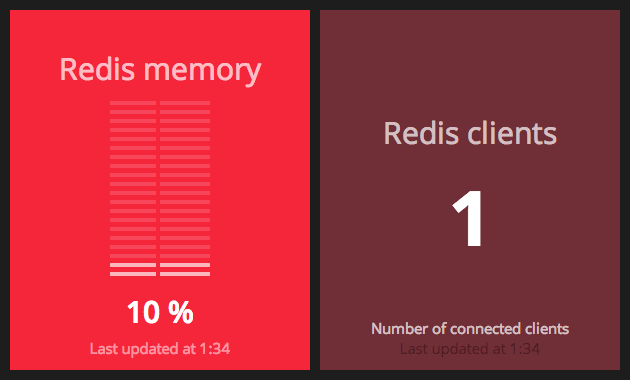 Redis memory
10 %
Last updated at 1:34
Redis clients
1
Number of connected clients
Last updated at 1:34